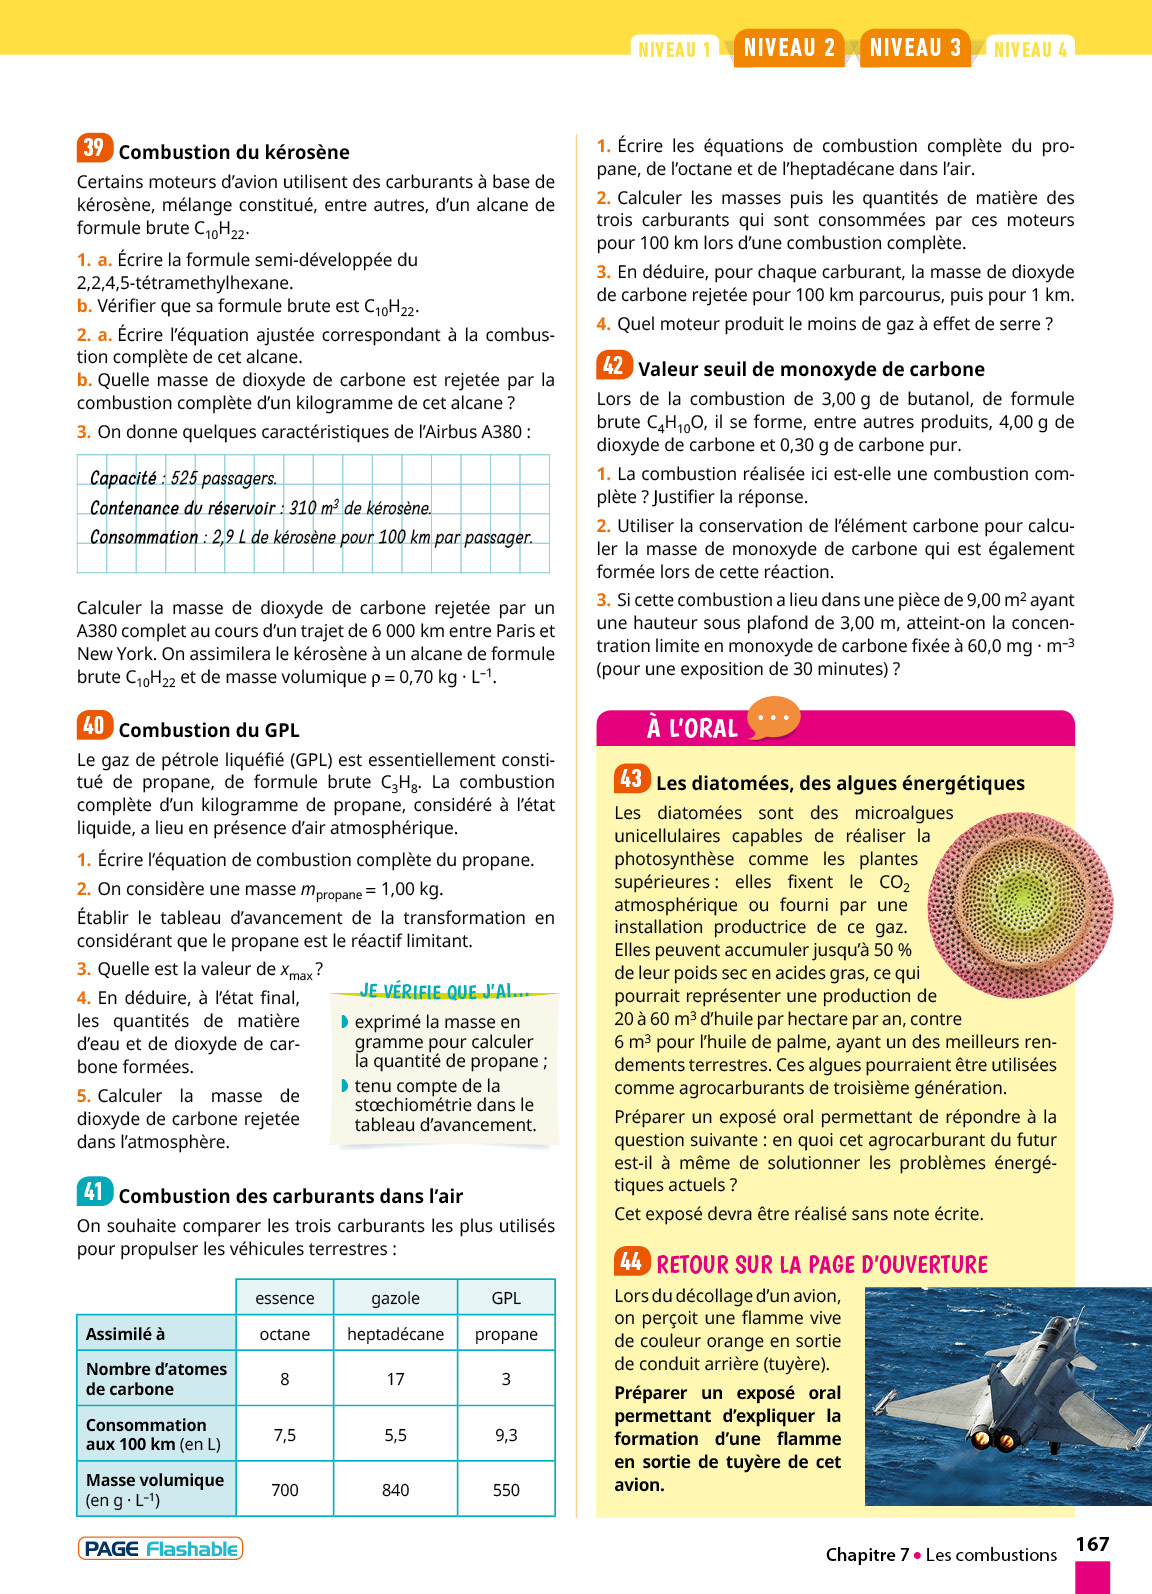 NIVEAU 1 NIVEAU 2 NIVEAU 3 NIVEAU 4
39 Combustion du kérosène
Certains moteurs d’avion utilisent des carburants à base de
kérosène, mélange constitué, entre autres, d’un alcane de
formule brute C₁₀H₂₂.
1. a. Écrire la formule semi-développée du
2,2,4,5-tétramethylhexane.
b. Vérifier que sa formule brute est C₁₀H₂₂.
2. a. Écrire l’équation ajustée correspondant à la combus-
tion complète de cet alcane.
b. Quelle masse de dioxyde de carbone est rejetée par la
combustion complète d’un kilogramme de cet alcane ?
3. On donne quelques caractéristiques de l’Airbus A380 :
Capacité : 525 passagers.
Contenance du réservoir : 310 m³ de kérosène.
Consommation : 2,9 L de kérosène pour 100 km par passager.
Calculer la masse de dioxyde de carbone rejetée par un
A380 complet au cours d’un trajet de 6 000 km entre Paris et
New York. On assimilera le kérosène à un alcane de formule
brute C₁₀H₂₂ et de masse volumique ρ = 0,70 kg · L⁻¹.
40 Combustion du GPL
Le gaz de pétrole liquéfié (GPL) est essentiellement consti-
tué de propane, de formule brute C₃H₈. La combustion
complète d’un kilogramme de propane, considéré à l’état
liquide, a lieu en présence d’air atmosphérique.
1. Écrire l’équation de combustion complète du propane.
2. On considère une masse m propane = 1,00 kg.
Établir le tableau d’avancement de la transformation en
considérant que le propane est le réactif limitant.
3. Quelle est la valeur de x max ?
4. En déduire, à l’état final,
les quantités de matière
d’eau et de dioxyde de car-
bone formées.
5. Calculer la masse de
dioxyde de carbone rejetée
dans l’atmosphère.
JE VÉRIFIE QUE J’AI...
exprimé la masse en
gramme pour calculer
la quantité de propane ;
tenu compte de la
stœchiométrie dans le
tableau d’avancement.
41 Combustion des carburants dans l’air
On souhaite comparer les trois carburants les plus utilisés
pour propulser les véhicules terrestres :
essence gazole GPL
Assimilé à octane heptadécane propane
Nombre d’atomes
de carbone 8 17 3
Consommation
aux 100 km (en L) 7,5 5,5 9,3
Masse volumique
(en g · L⁻¹) 700 840 550
1. Écrire les équations de combustion complète du pro-
pane, de l’octane et de l’heptadécane dans l’air.
2. Calculer les masses puis les quantités de matière des
trois carburants qui sont consommées par ces moteurs
pour 100 km lors d’une combustion complète.
3. En déduire, pour chaque carburant, la masse de dioxyde
de carbone rejetée pour 100 km parcourus, puis pour 1 km.
4. Quel moteur produit le moins de gaz à effet de serre ?
42 Valeur seuil de monoxyde de carbone
Lors de la combustion de 3,00 g de butanol, de formule
brute C₄H₁₀O, il se forme, entre autres produits, 4,00 g de
dioxyde de carbone et 0,30 g de carbone pur.
1. La combustion réalisée ici est-elle une combustion com-
plète ? Justifier la réponse.
2. Utiliser la conservation de l’élément carbone pour calcu-
ler la masse de monoxyde de carbone qui est également
formée lors de cette réaction.
3. Si cette combustion a lieu dans une pièce de 9,00 m² ayant
une hauteur sous plafond de 3,00 m, atteint-on la concen-
tration limite en monoxyde de carbone fixée à 60,0 mg · m⁻³
(pour une exposition de 30 minutes) ?
À L’ORAL ...
43 Les diatomées, des algues énergétiques
Les diatomées sont des microalgues
unicellulaires capables de réaliser la
photosynthèse comme les plantes
supérieures : elles fixent le CO₂
atmosphérique ou fourni par une
installation productrice de ce gaz.
Elles peuvent accumuler jusqu’à 50 %
de leur poids sec en acides gras, ce qui
pourrait représenter une production de
20 à 60 m³ d’huile par hectare par an, contre
6 m³ pour l’huile de palme, ayant un des meilleurs ren-
dements terrestres. Ces algues pourraient être utilisées
comme agrocarburants de troisième génération.
Préparer un exposé oral permettant de répondre à la
question suivante : en quoi cet agrocarburant du futur
est-il à même de solutionner les problèmes énergé-
tiques actuels ?
Cet exposé devra être réalisé sans note écrite.
44 RETOUR SUR LA PAGE D’OUVERTURE
Lors du décollage d’un avion,
on perçoit une flamme vive
de couleur orange en sortie
de conduit arrière (tuyère).
Préparer un exposé oral
permettant d’expliquer la
formation d’une flamme
en sortie de tuyère de cet
avion.
PAGE Flashable
Chapitre 7 • Les combustions 167